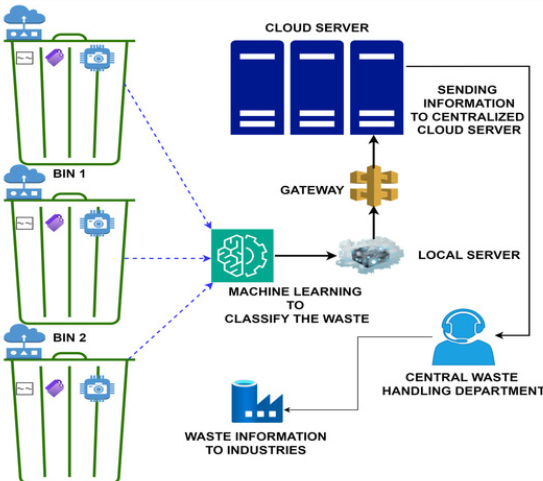 CLOUD SERVER
SENDING
INFORMATION
TO CENTRALIZED
CLOUD SERVER
BIN 1
GATEWAY
LOCAL SERVER
MACHINE LEARNING
TO
CLASSIFY THE WASTE
BIN 2
CENTRAL WASTE
HANDLING DEPARTMENT
WASTE INFORMATION
TO INDUSTRIES